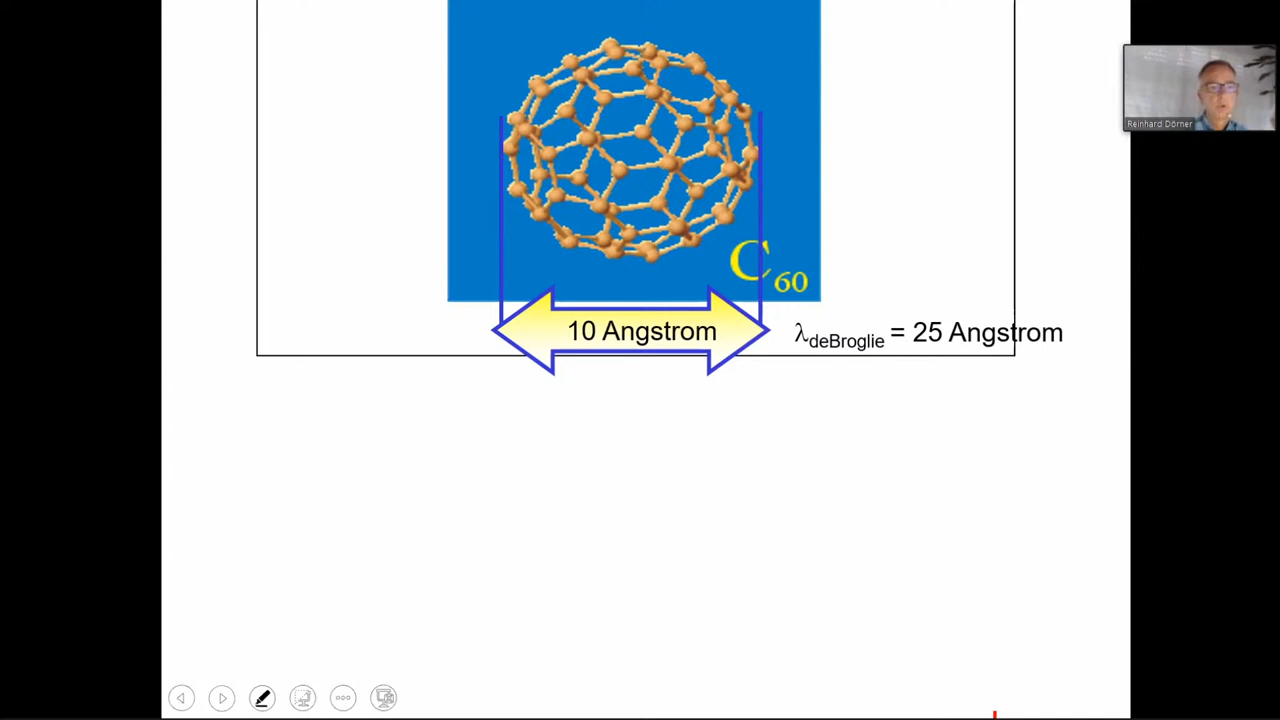 Reinhard Dörner
C60
10 Angstrom
λdeBroglie = 25 Angstrom